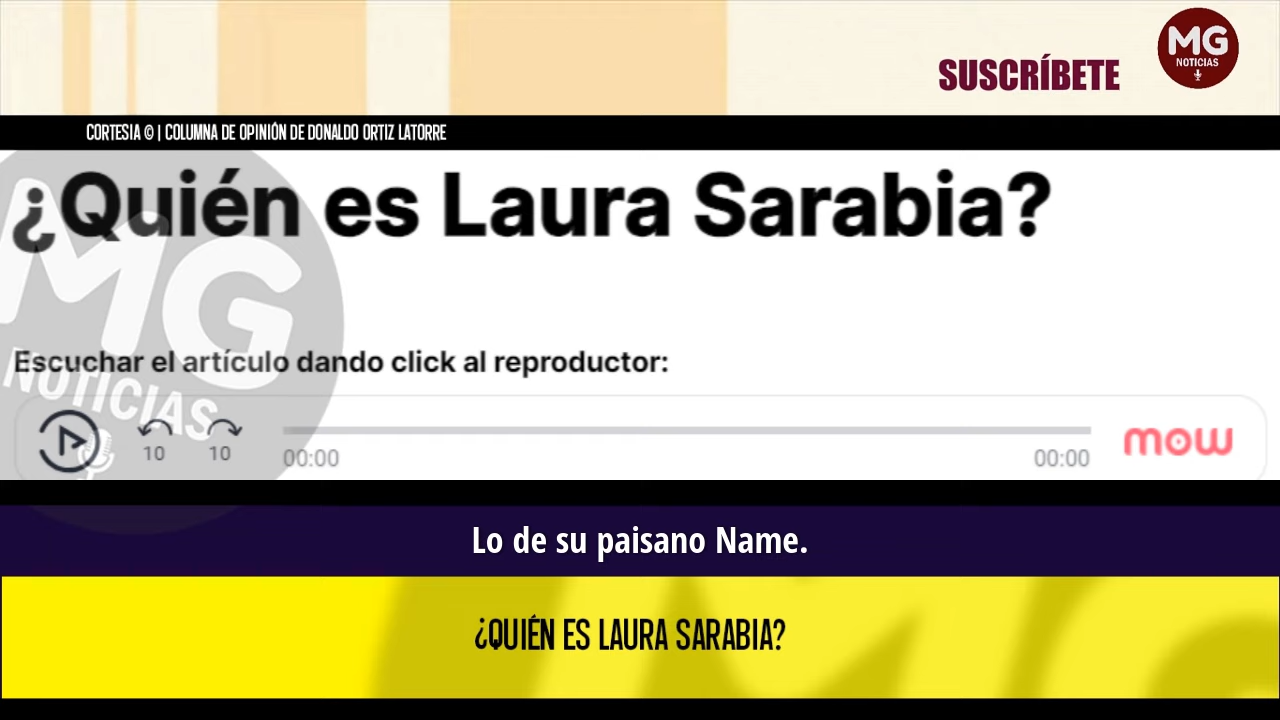 SUSCRÍBETE
MG
NOTICIAS
CORTESIA © | COLUMNA DE OPINIÓN DE DONALDO ORTIZ LATORRE
¿Quién es Laura Sarabia?
MG
NOTICIAS
Escuchar el artículo dando click al reproductor:
10 10 00:00 00:00 mow
Lo de su paisano Name.
¿QUIÉN ES LAURA SARABIA?